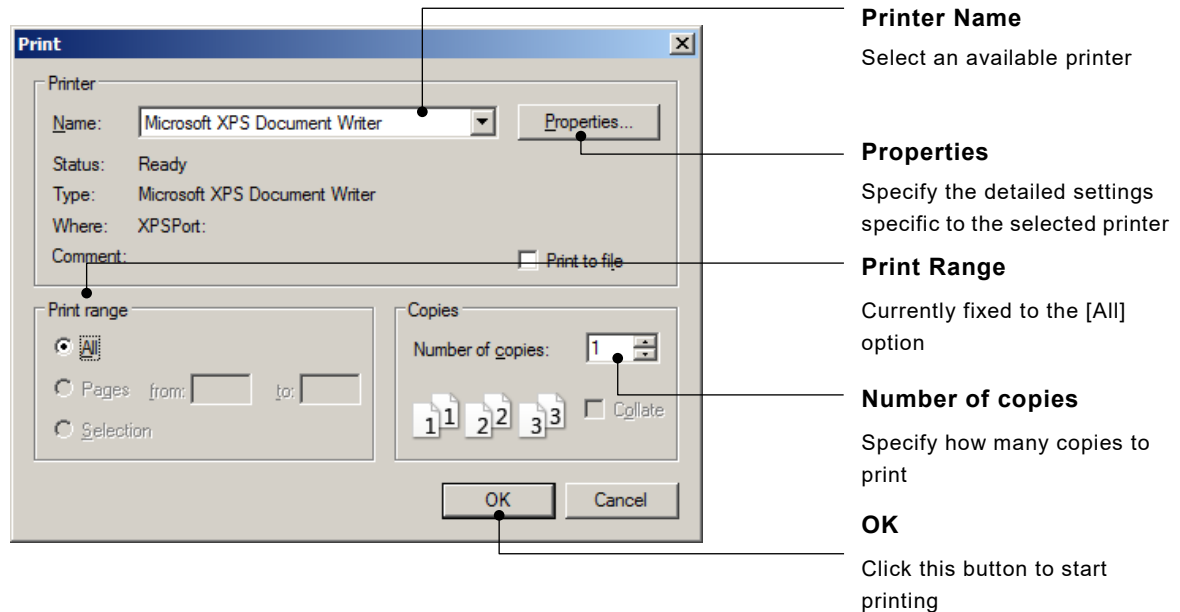 Print
Printer
Name: Microsoft XPS Document Writer Properties...
Status: Ready
Type: Microsoft XPS Document Writer
Where: XPSPort:
Comment:
Print to file
Print range
All
Pages from: to:
Selection
Copies
Number of copies: 1
1 1 2 2 3 3
Collate
OK Cancel
Printer Name
Select an available printer
Properties
Specify the detailed settings
specific to the selected printer
Print Range
Currently fixed to the [All]
option
Number of copies
Specify how many copies to
print
OK
Click this button to start
printing